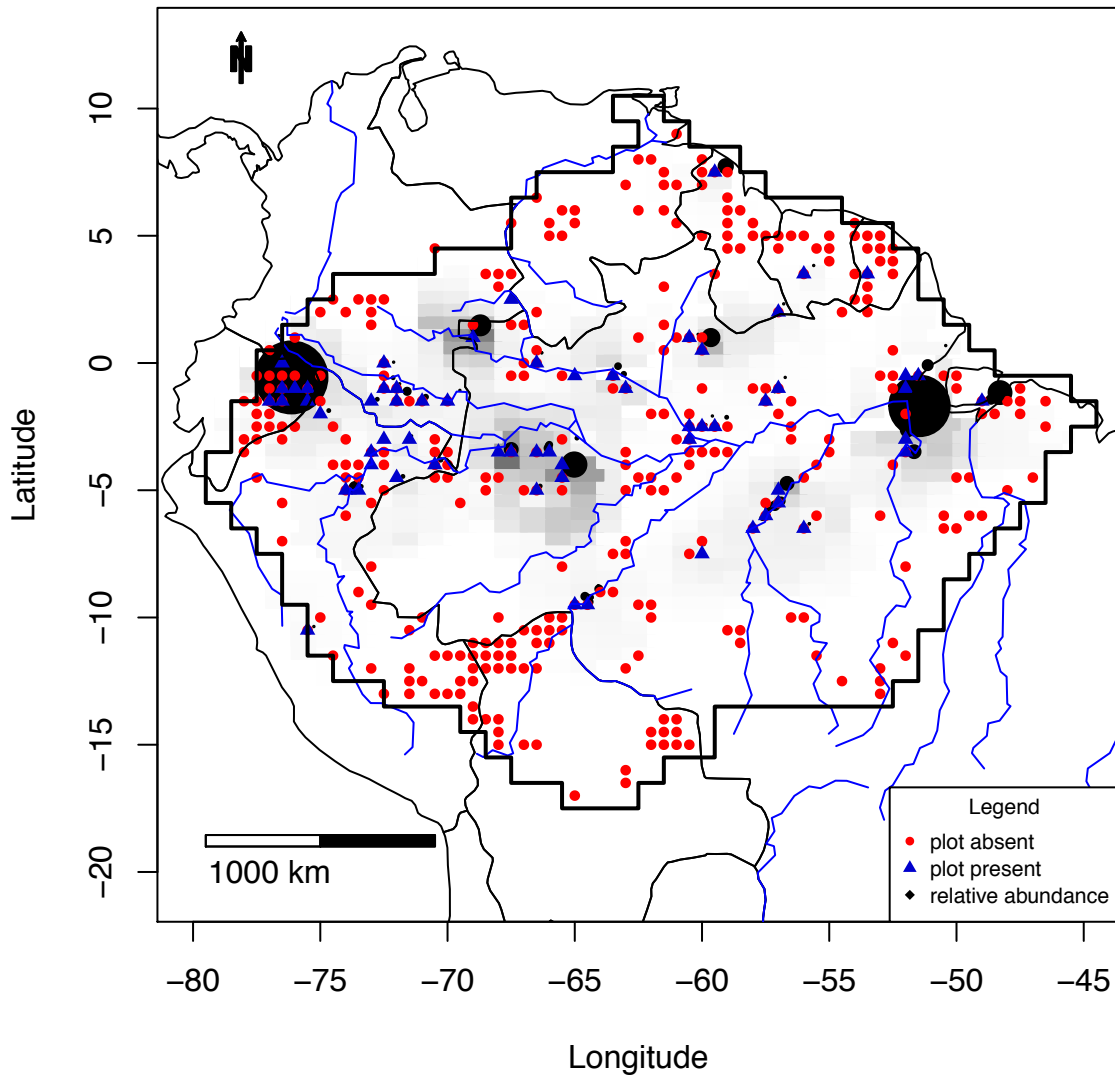 N
Latitude
10
5
0
−5
−10
−15
−20
1000 km
Legend
plot absent
plot present
relative abundance
−80 −75 −70 −65 −60 −55 −50 −45
Longitude